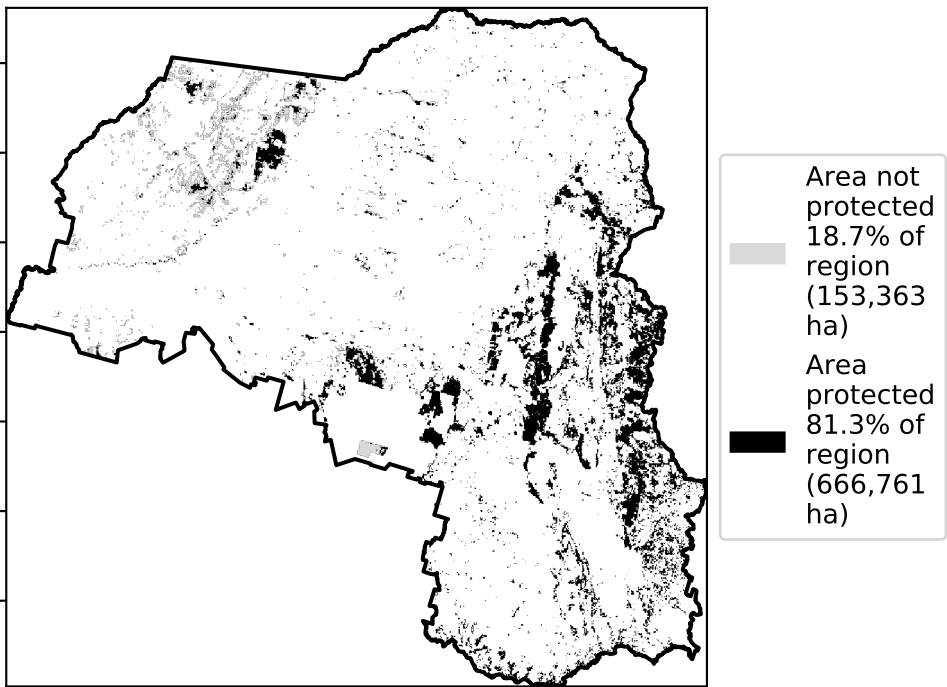 Area not
protected
18.7% of
region
(153,363
ha)
Area
protected
81.3% of
region
(666,761
ha)